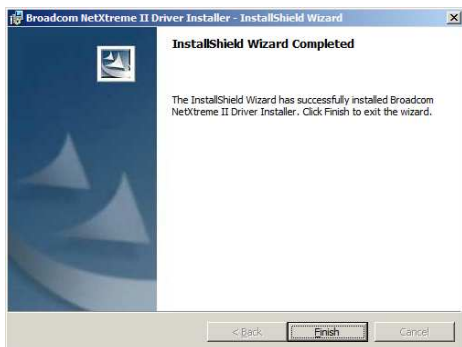 Broadcom NetXtreme II Driver Installer - InstallShield Wizard
InstallShield Wizard Completed
The InstallShield Wizard has successfully installed Broadcom
NetXtreme II Driver Installer. Click Finish to exit the wizard.
< Back
Finish
Cancel